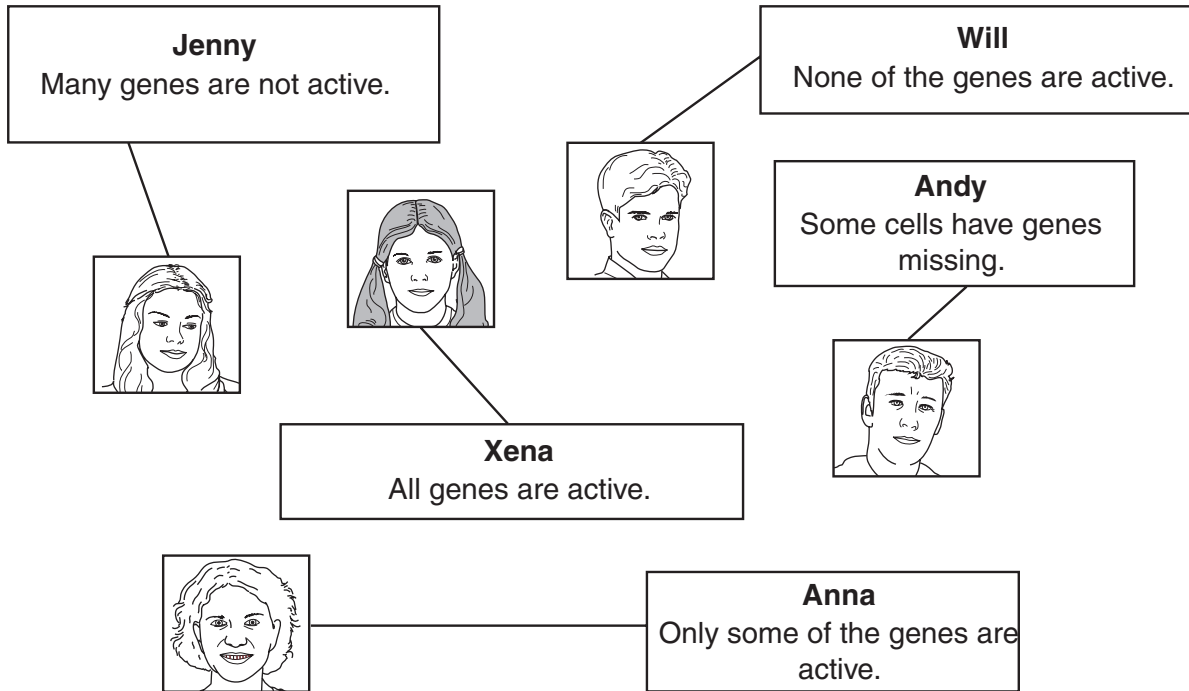 Jenny
Many genes are not active.
Will
None of the genes are active.
Andy
Some cells have genes
missing.
Xena
All genes are active.
Anna
Only some of the genes are
active.